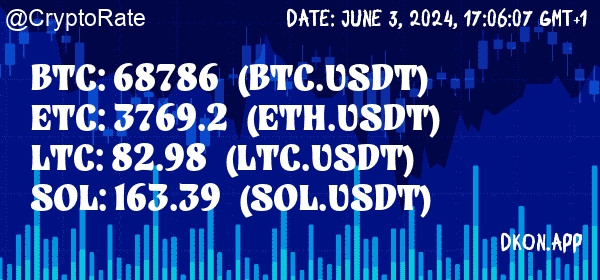 @CryptoRate
DATE: JUNE 3, 2024, 17:06:07 GMT+1
BTC: 68786 (BTC.USDT)
ETC: 3769.2 (ETH.USDT)
LTC: 82.98 (LTC.USDT)
SOL: 163.39 (SOL.USDT)
DKON.APP